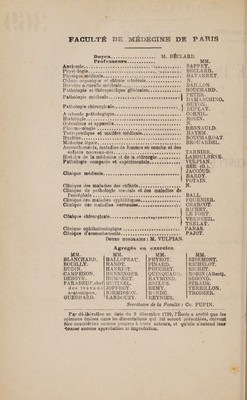 FACULTÉ DE MÉDECINE DE PARIS
Doyen M. BÉCLARD
Professeurs MM.
Anatomie SAPPEY.
Physiologie BÉCLARD.
Physique médicale GAVARRET.
Chimie organique et chimie minérale N.
Histoire naturelle médicale BAILLON.
Pathologie et thérapeutique générales BOUCHARD.
Pathologie médicale PETER.
DAMASCHINO.
Pathologie chirurgicale GUYON.
DUPLAY.
Anatomie pathologique CORNIL.
Histologie ROBIN.
Opérations et appareils
Pharmacologie REGNAULD.
Thérapeutique et matière médicale HAYEM.
Hygiène BOUCHARDAT.
Médecine légale BROUARDEL.
Accouchements, maladies de femmes en couche et des
enfants nouveau-nés TARNIER.
Histoire de la médecine et de la chirurgie LABOULBÈNE.
Pathologie comparée et expérimentale VULPIAN.
SÉE (G.).
Clinique médicale JACCOUD.
HARDY.
POTAIN.
Clinique des maladies des enfants N.
Clinique de pathologie mentale et des maladies de
l'encéphale BALL.
Clinique des maladies syphilitiques FOURNIER.
Clinique des maladies nerveuses CHARCOT.
RICHET.
Clinique chirurgicale LE FORT
VERNEUIL.
TRÉLAT.
Clinique ophthalmologique PANAS.
Clinique d'accouchements PAJOT.
DOYEN HONORAIRE : M. VULPIAN.
Agrégés en exercice
MM. MM. MM. MM.
BLANCHARD. HALLOPEAU. PEYROT. RIBEMONT.
BOUILLY. HANOT. PINARD. RICHELOT.
BUDIN. HANRIOT. POUCHET. RICHET.
CAMPENON. HENNINGER. QUINQUAUD. ROBIN (Albert).
DEBOVE. HUMBERT. RAYMOND. SEGOND.
FARABEUF, chef HUTINEL. RECLUS. STRAUS.
des travaux JOFFROY. REMY. TERRILLON.
anatomiques. KIRMISSON. RENDU. TROISIER.
GUEBHARD. LANDOUZY. REYNIER.
Secrétaire de la Faculté : CH. PUPIN.
Par délibération en date du 9 décembre 1798, l'École a arrêté que les
opinions émises dans les dissertations qui lui seront présentées, doivent
être considérées comme propres à leurs auteurs, et qu'elle n'entend leur
donner aucune approbation ni improbation.